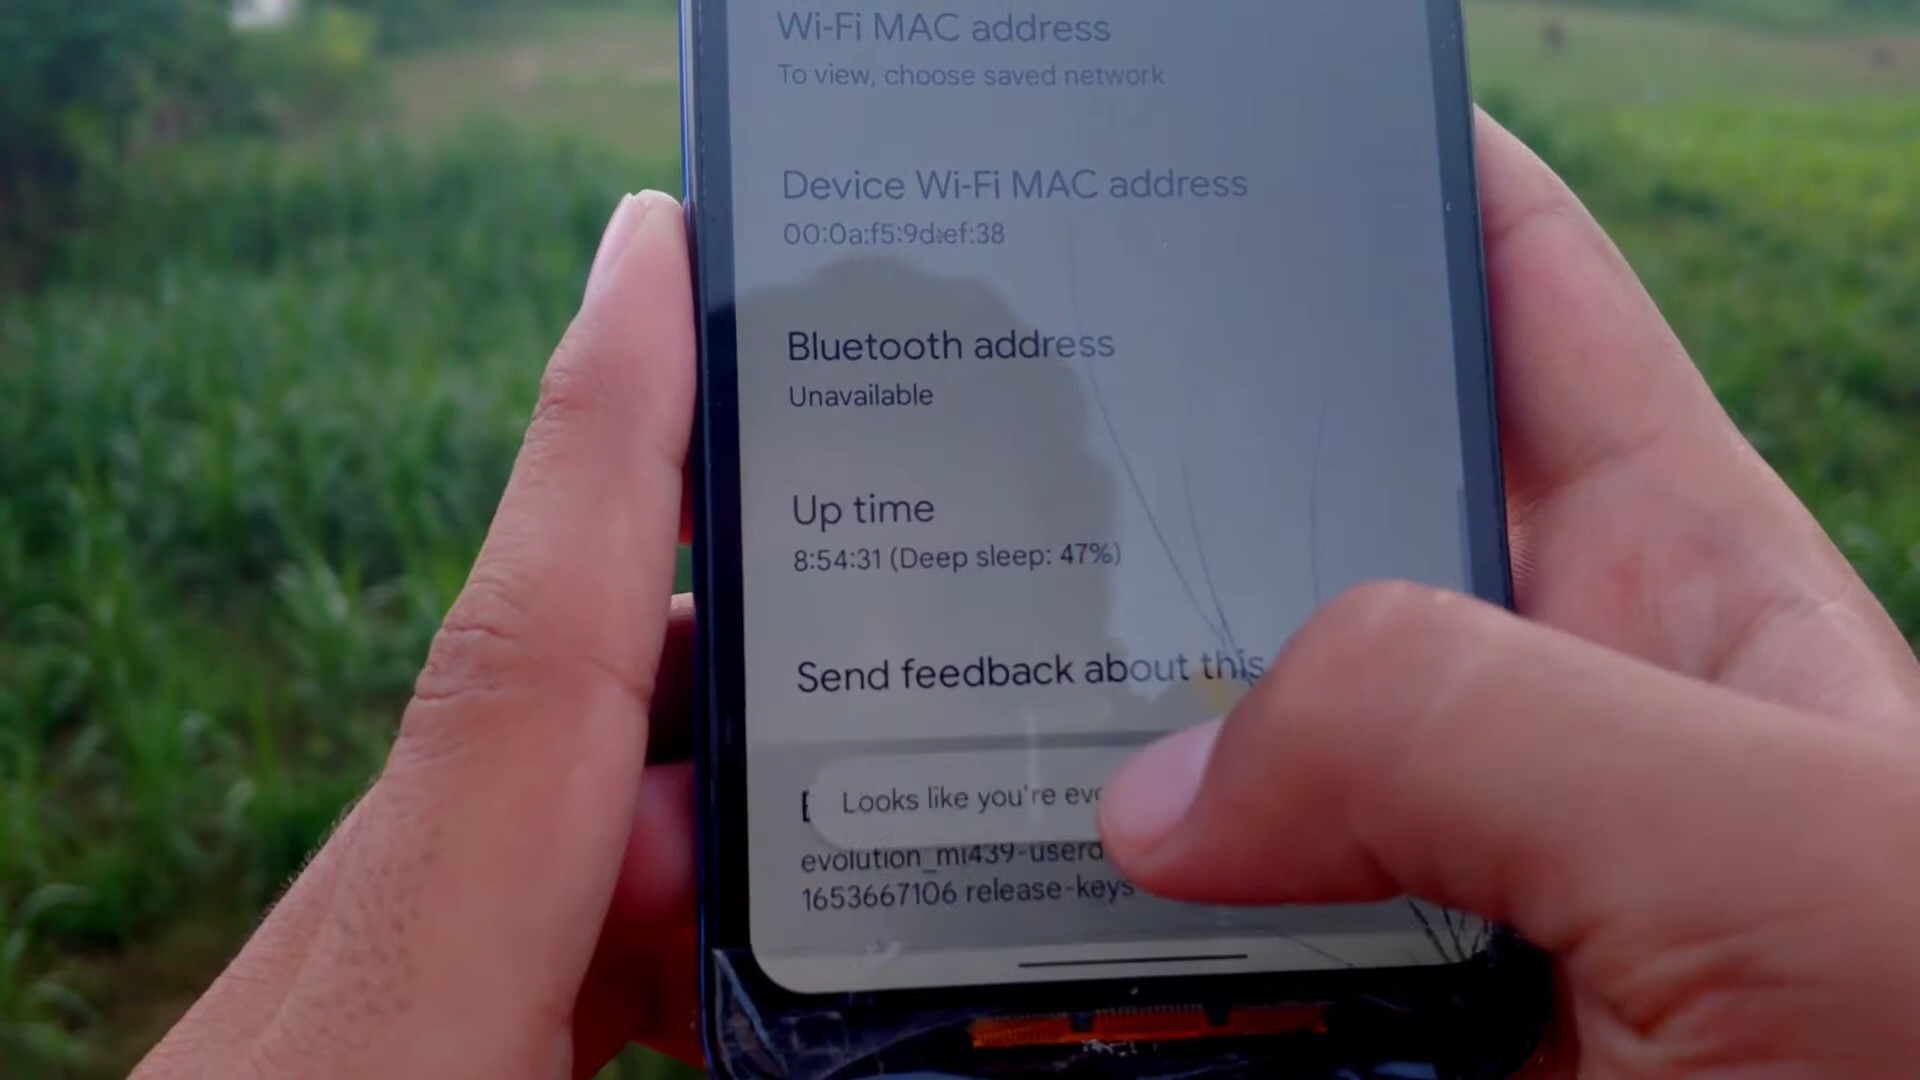 Wi-Fi MAC address
To view, choose saved network
Device Wi-Fi MAC address
00:0a:f5:9d:ef:38
Bluetooth address
Unavailable
Up time
8:54:31 (Deep sleep: 47%)
Send feedback about this
Looks like you're
evolution_mi439-userd
1653667106 release-keys